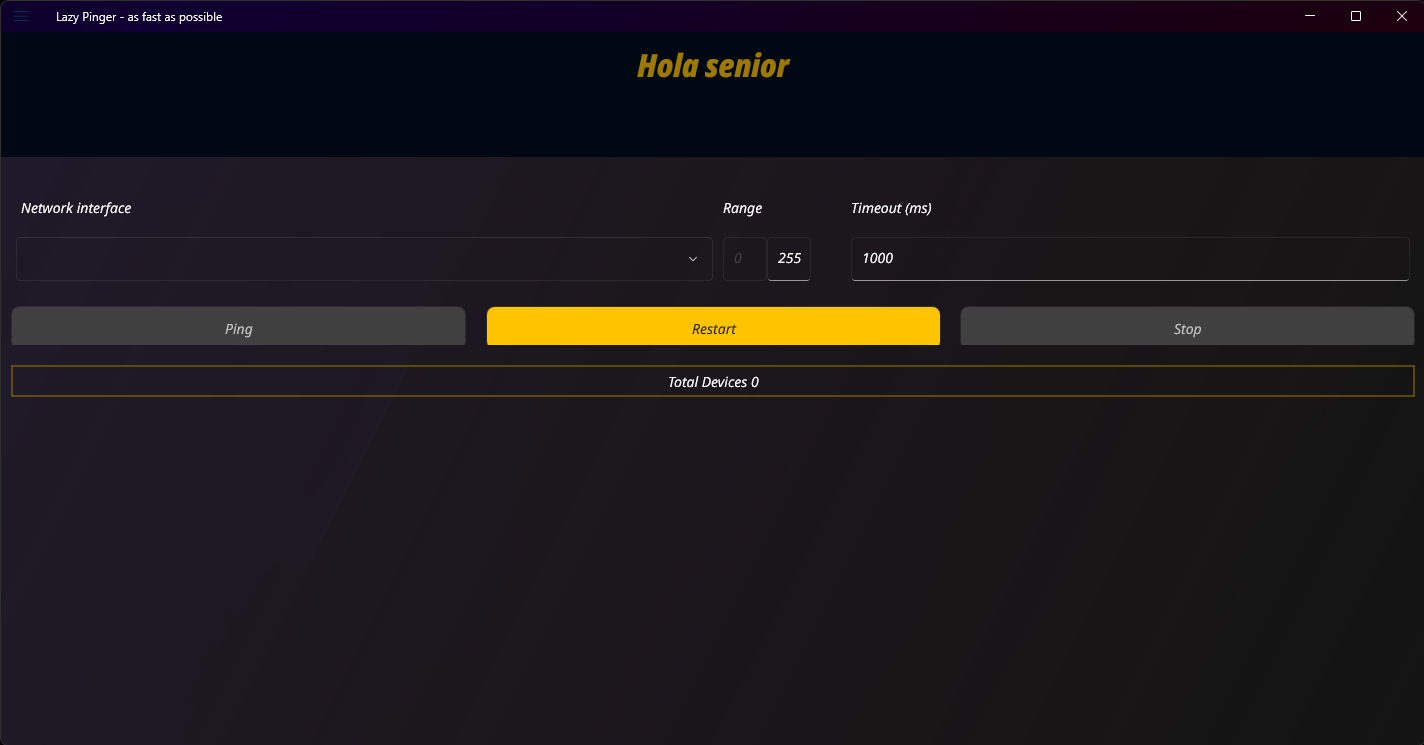 Lazy Pinger - as fast as possible
Hola senior
Network interface
Range
Timeout (ms)
0
255
1000
Ping
Restart
Stop
Total Devices 0